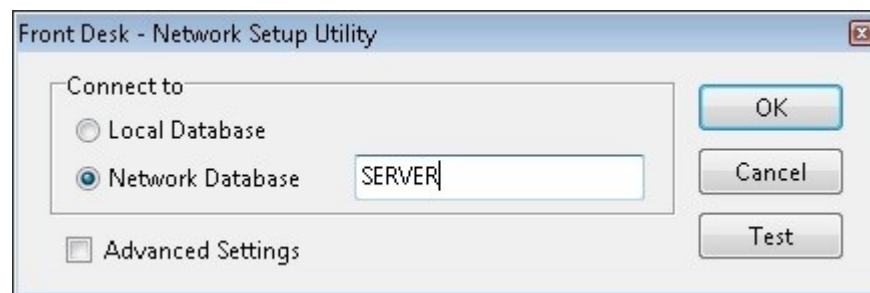 Front Desk - Network Setup Utility
Connect to
OK
Local Database
Network Database SERVER
Cancel
Advanced Settings
Test